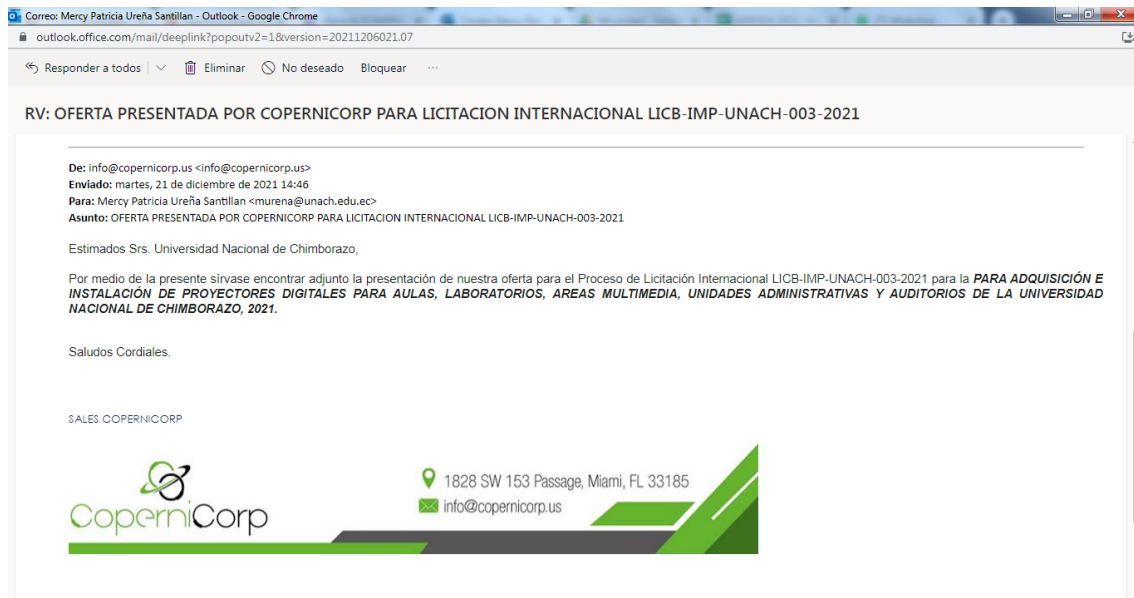 Correo: Mercy Patricia Ureña Santillan - Outlook - Google Chrome
outlook.office.com/mail/deeplink?popoutv2=1&version=20211206021.07
Responder a todos Eliminar No deseado Bloquear ...
RV: OFERTA PRESENTADA POR COPERNICORP PARA LICITACION INTERNACIONAL LICB-IMP-UNACH-003-2021
De: info@copernicorp.us <info@copernicorp.us>
Enviado: martes, 21 de diciembre de 2021 14:46
Para: Mercy Patricia Ureña Santillan <murena@unach.edu.ec>
Asunto: OFERTA PRESENTADA POR COPERNICORP PARA LICITACION INTERNACIONAL LICB-IMP-UNACH-003-2021
Estimados Srs. Universidad Nacional de Chimborazo,
Por medio de la presente sírvase encontrar adjunto la presentación de nuestra oferta para el Proceso de Licitación Internacional LICB-IMP-UNACH-003-2021 para la PARA ADQUISICIÓN E
INSTALACIÓN DE PROYECTORES DIGITALES PARA AULAS, LABORATORIOS, AREAS MULTIMEDIA, UNIDADES ADMINISTRATIVAS Y AUDITORIOS DE LA UNIVERSIDAD
NACIONAL DE CHIMBORAZO, 2021.
Saludos Cordiales.
SALES COPERNICORP
CoperniCorp
1828 SW 153 Passage, Miami, FL 33185
info@copernicorp.us